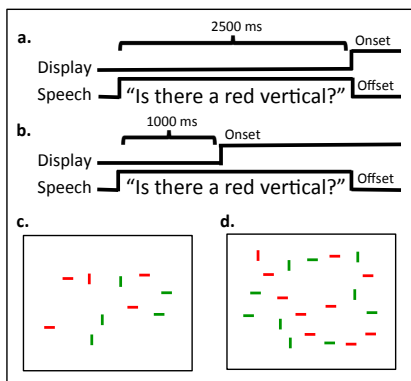 a.
2500 ms
Onset
Display
Speech
“Is there a red vertical?”
Offset
b.
1000 ms
Onset
Display
Speech
“Is there a red vertical?”
Offset
c.
d.